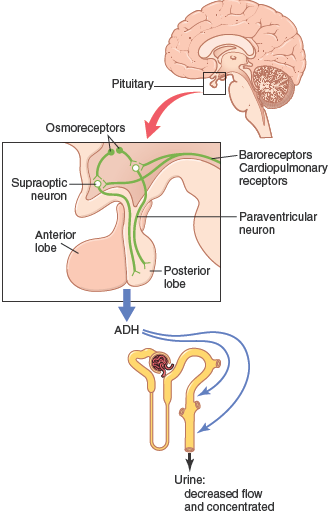 Pituitary
Osmoreceptors
Baroreceptors
Cardiopulmonary
receptors
Supraoptic
neuron
Paraventricular
neuron
Anterior
lobe
Posterior
lobe
ADH
Urine:
decreased flow
and concentrated